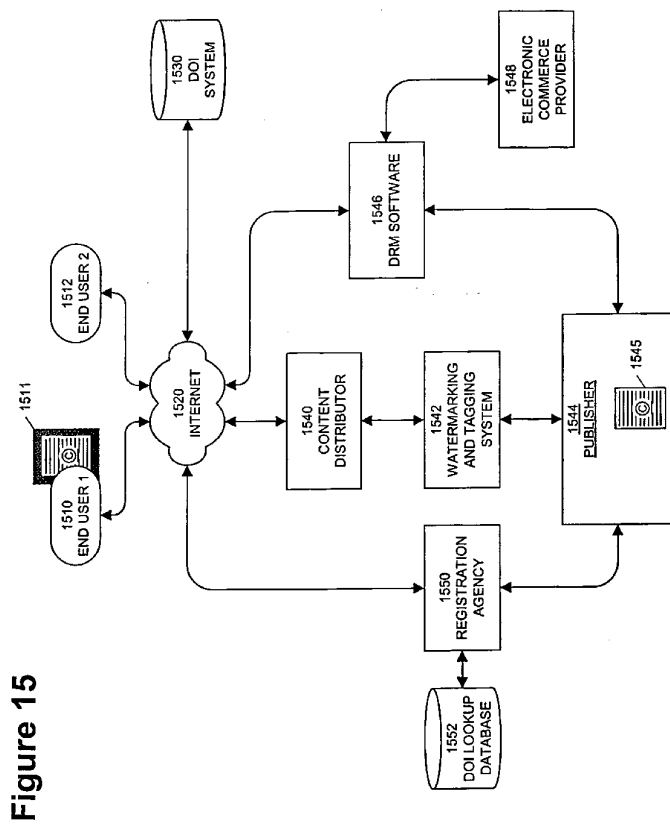 Figure 15
1511
©
1510
END USER 1
1512
END USER 2
1530
DOI
SYSTEM
1520
INTERNET
1540
CONTENT
DISTRIBUTOR
1546
DRM SOFTWARE
1548
ELECTRONIC
COMMERCE
PROVIDER
1552
DOI LOOKUP
DATABASE
1550
REGISTRATION
AGENCY
1542
WATERMARKING
AND TAGGING
SYSTEM
1544
PUBLISHER
1545
©